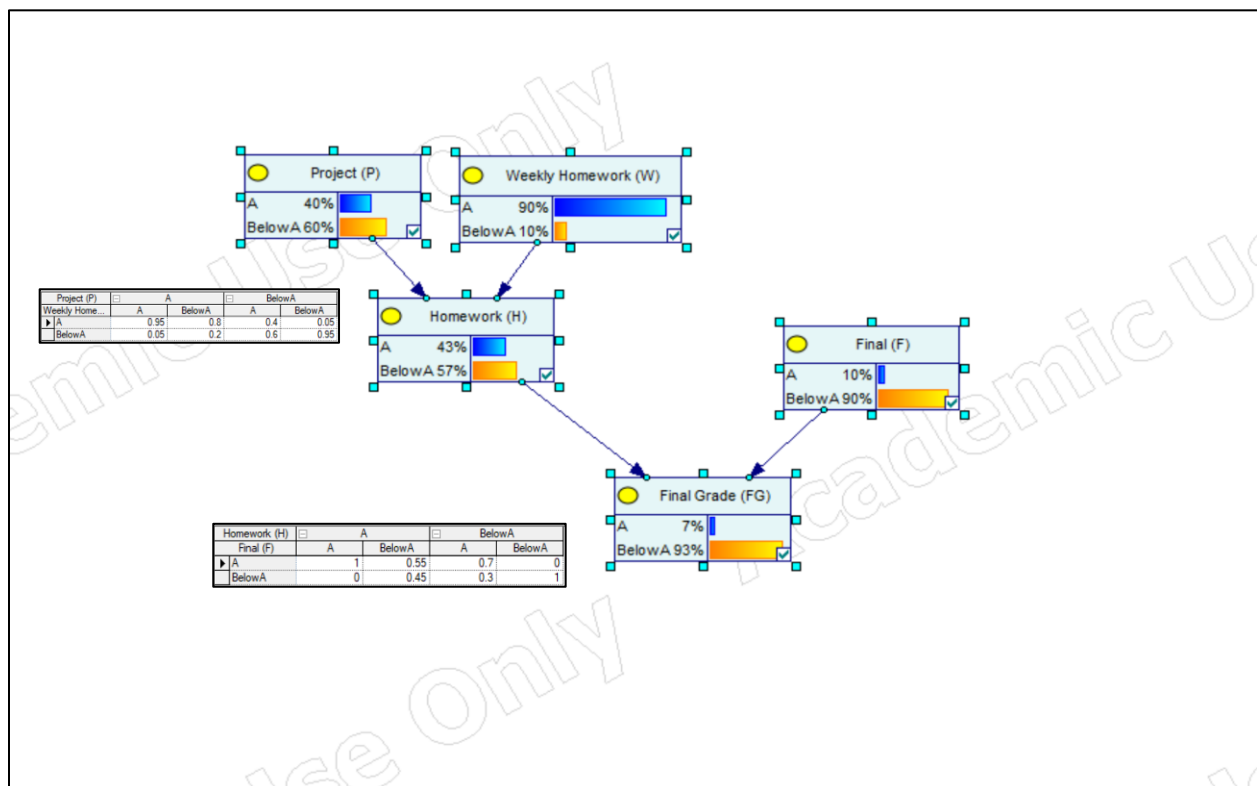 Academic Use Only
Project (P)
A 40%
BelowA 60%
Weekly Homework (W)
A 90%
BelowA 10%
Project (P) A BelowA
Weekly Home... A BelowA A BelowA
A 0.95 0.8 0.4 0.05
BelowA 0.05 0.2 0.6 0.95
Homework (H)
A 43%
BelowA 57%
Final (F)
A 10%
BelowA 90%
Final Grade (FG)
A 7%
BelowA 93%
Homework (H) A BelowA
Final (F) A BelowA A BelowA
A 1 0.55 0.7 0
BelowA 0 0.45 0.3 1
emic Use Only
Academic Us
Use Only